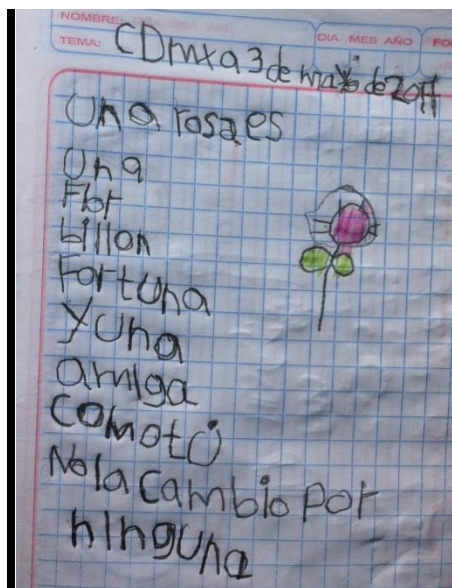 NOMBRE:
DIA MES AÑO FO
TEMA: CDmx a 3 de mayo de 2017
Una rosa es
Una
Flor
billon
Fortuna
Y una
amiga
como tú
No la cambio por
ninguna